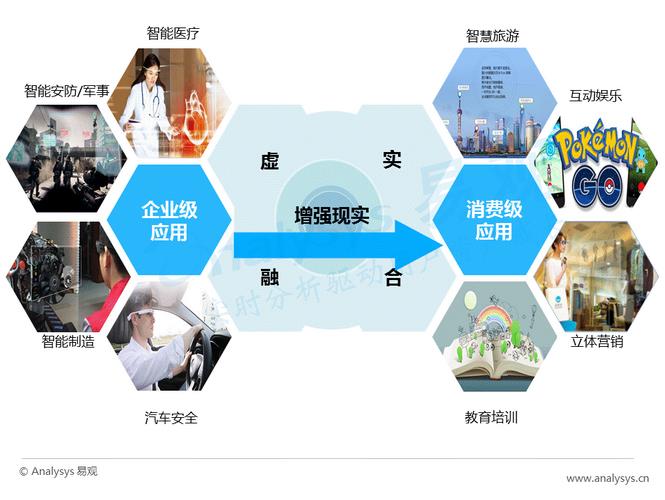 智能医疗
智慧旅游
智能安防/军事
互动娱乐
POKÉMON
GO
虚
实
企业级
应用
增强现实
消费级
应用
融
合
Analysys 易观
智能制造
立体营销
汽车安全
教育培训
© Analysys 易观
www.analysys.cn